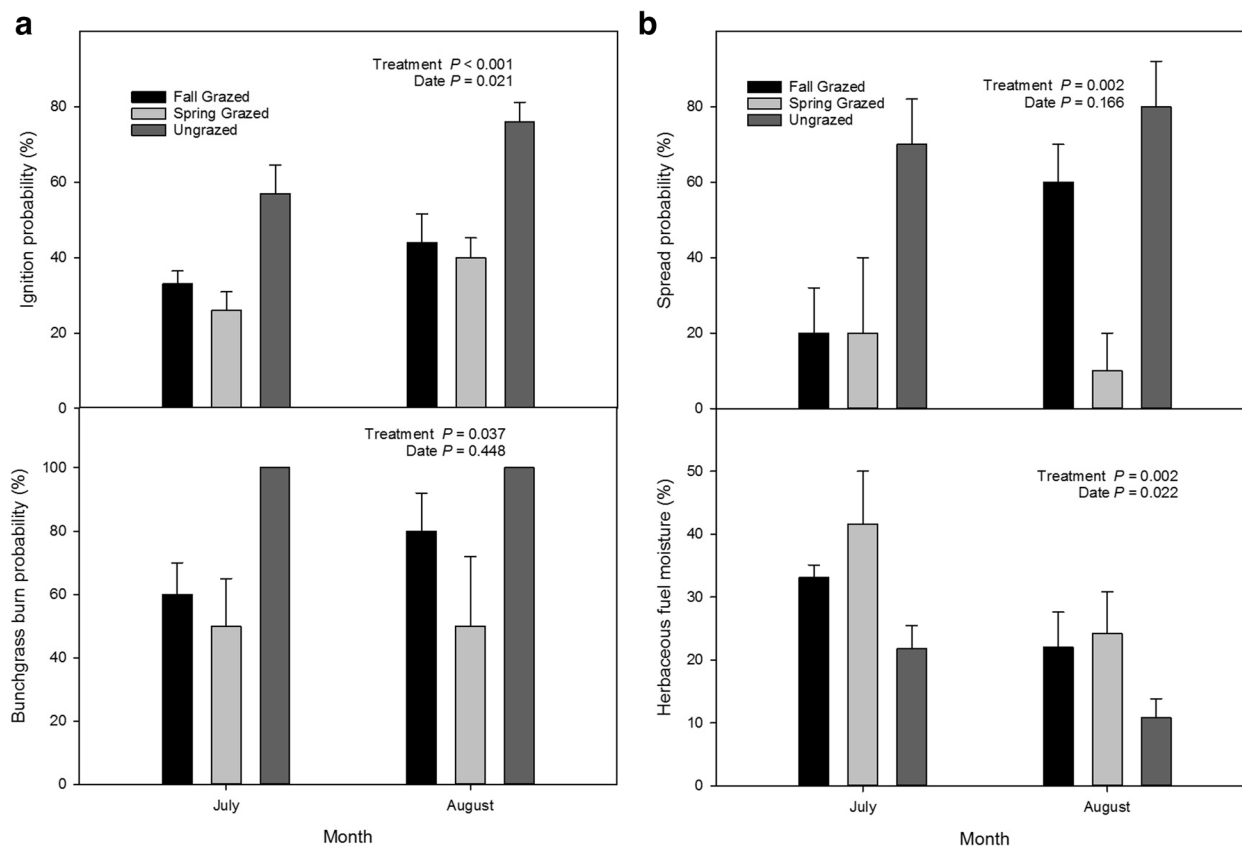 a
Treatment P < 0.001
Date P = 0.021
Fall Grazed
Spring Grazed
Ungrazed
Ignition probability (%)
80
60
40
20
0
Treatment P = 0.037
Date P = 0.448
Bunchgrass burn probability (%)
100
80
60
40
20
0
July
August
Month
b
Treatment P = 0.002
Date P = 0.166
Fall Grazed
Spring Grazed
Ungrazed
Spread probability (%)
80
60
40
20
0
Treatment P = 0.002
Date P = 0.022
Herbaceous fuel moisture (%)
50
40
30
20
10
0
July
August
Month